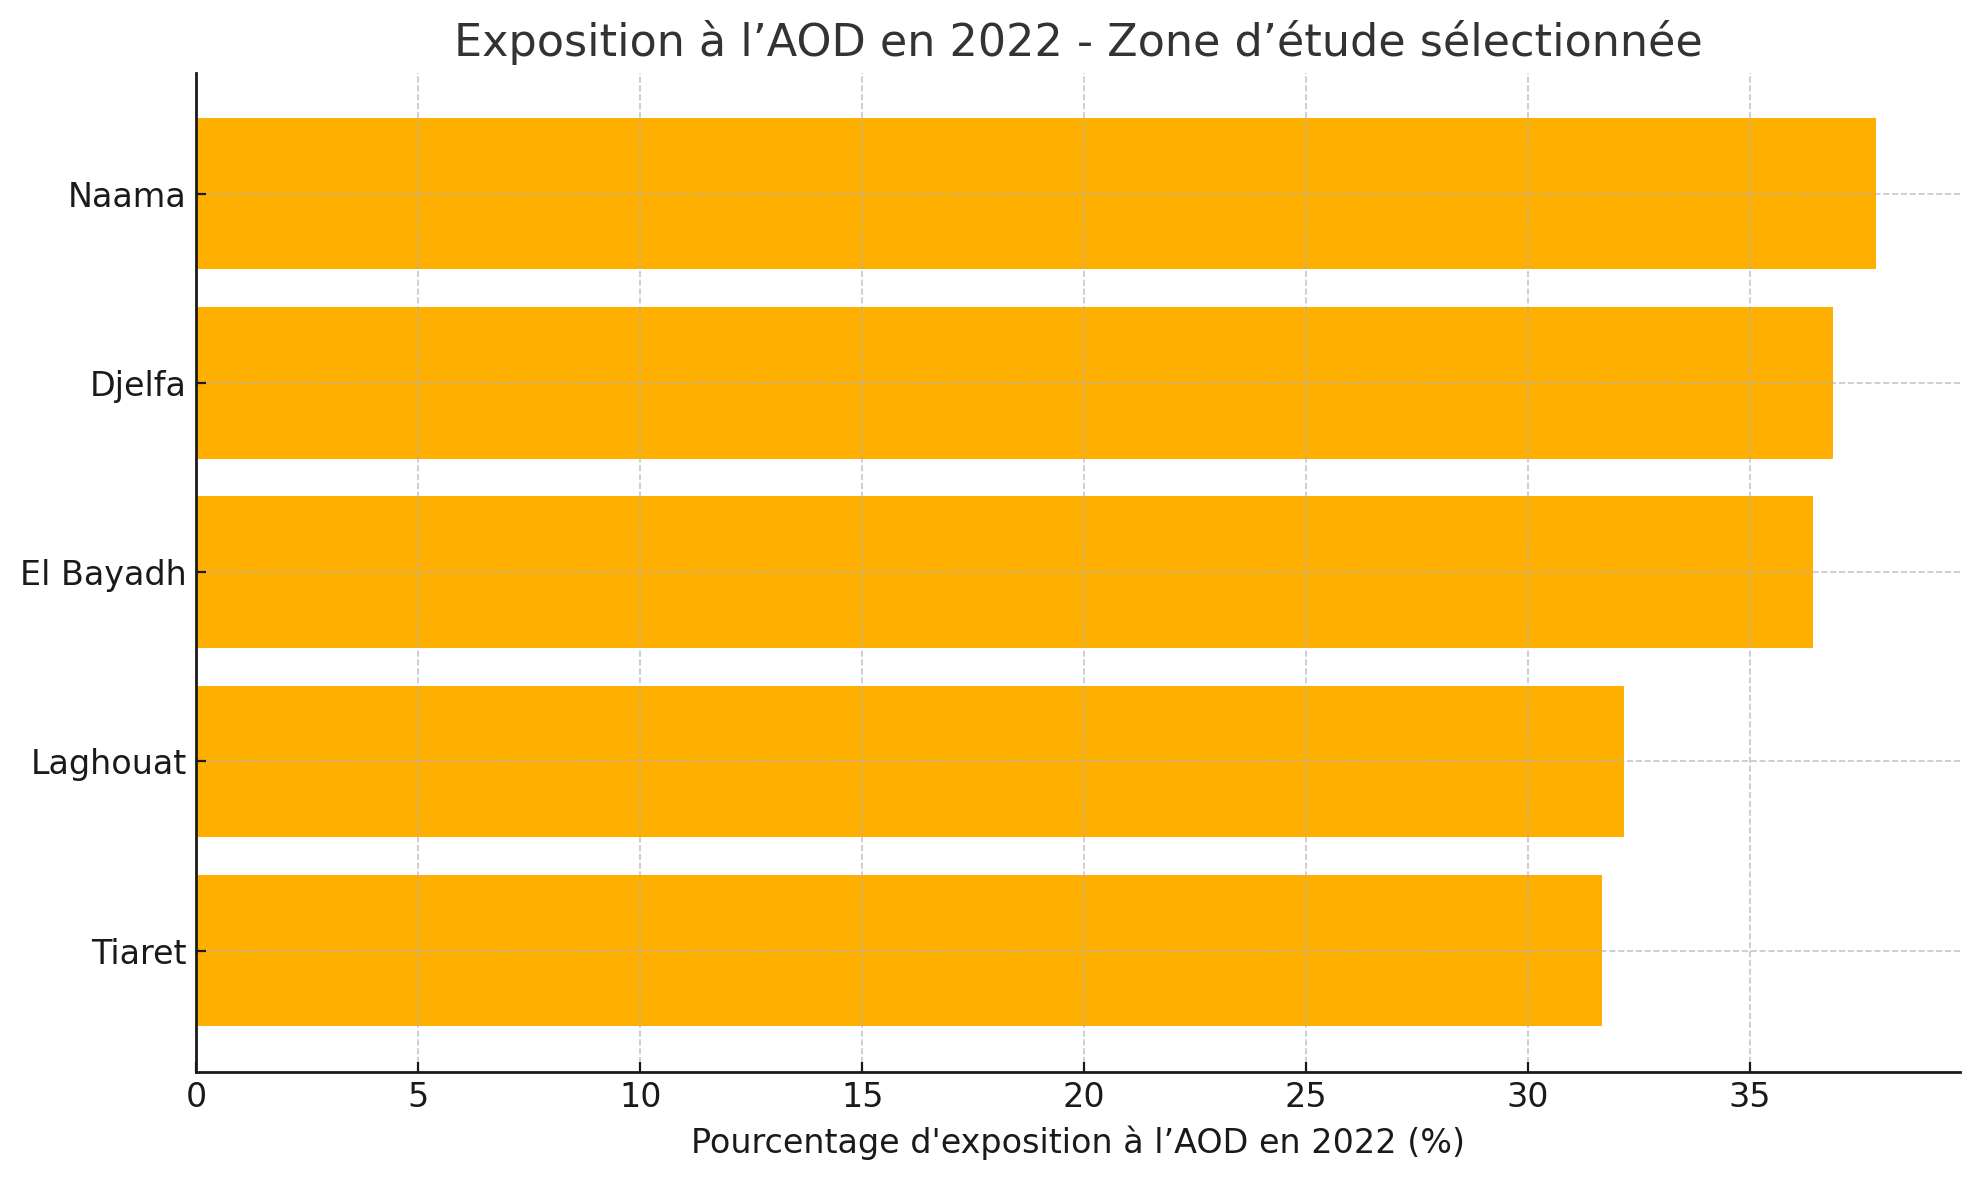 Exposition à l’AOD en 2022 - Zone d’étude sélectionnée
Naama
Djelfa
El Bayadh
Laghouat
Tiaret
0 5 10 15 20 25 30 35
Pourcentage d'exposition à l’AOD en 2022 (%)